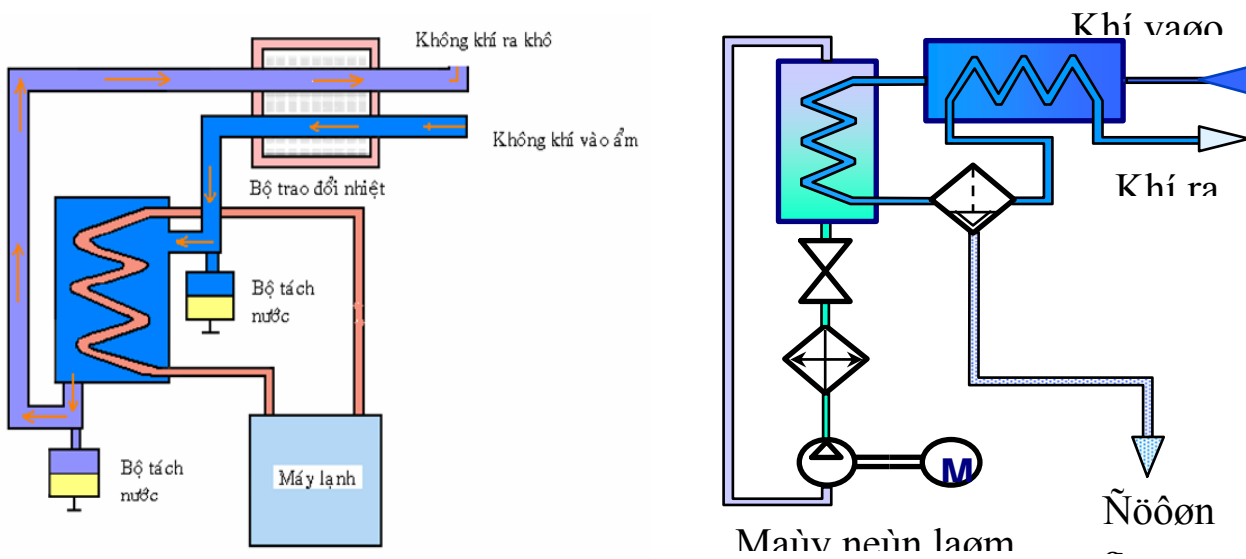 Không khí ra khô
Không khí vào ẩm
Bộ trao đổi nhiệt
Bộ tách
nước
Bộ tách
nước
Máy lạnh
Khí vaøo
Khí ra
M
Ñöôøn
Maùy neùn laøm